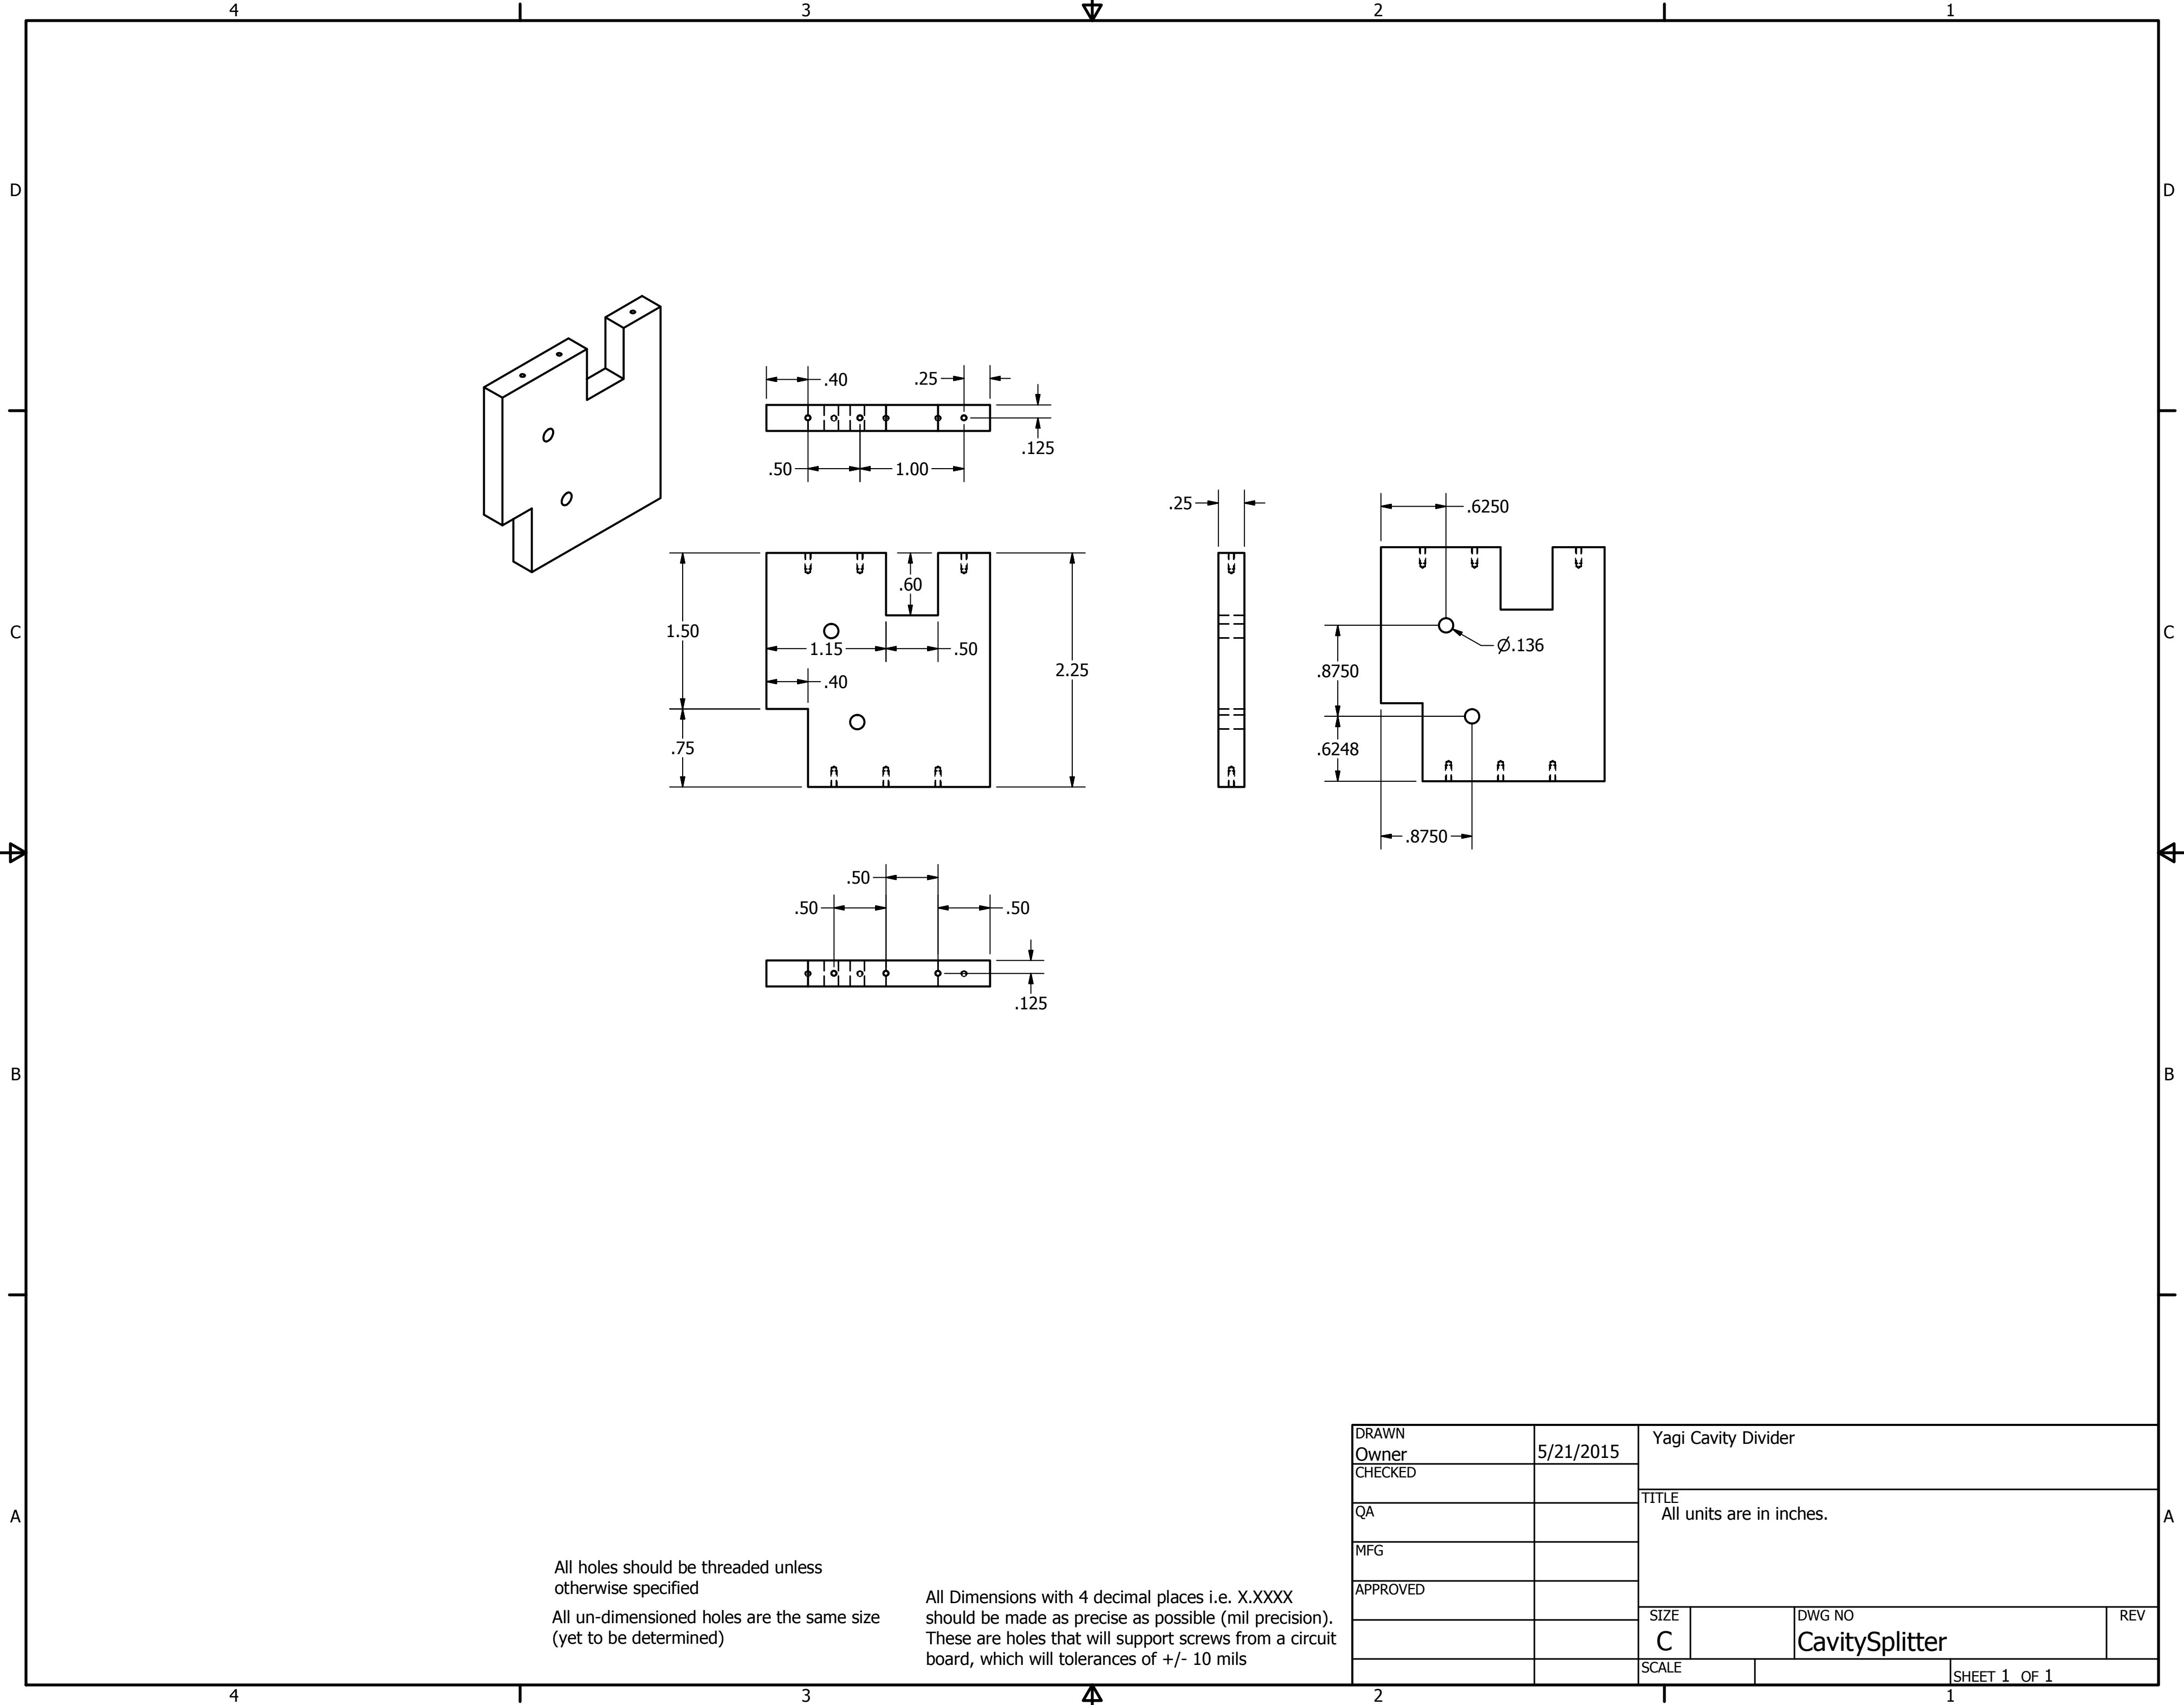 4 3 2 1
D D
.40 .25
.125
.50 1.00
.25 .6250
.60
1.50 1.15 .50 2.25
.40
.75
Ø.136
.8750
.6248
.8750
C C
.50
.50 .50
.125
B B
A A
DRAWN
Owner 5/21/2015
CHECKED
QA
MFG
APPROVED
Yagi Cavity Divider
TITLE
All units are in inches.
SIZE
C
DWG NO
CavitySplitter
REV
SCALE
SHEET 1 OF 1
All holes should be threaded unless
otherwise specified
All un-dimensioned holes are the same size
(yet to be determined)
All Dimensions with 4 decimal places i.e. X.XXXX
should be made as precise as possible (mil precision).
These are holes that will support screws from a circuit
board, which will tolerances of +/- 10 mils
4 3 2 1